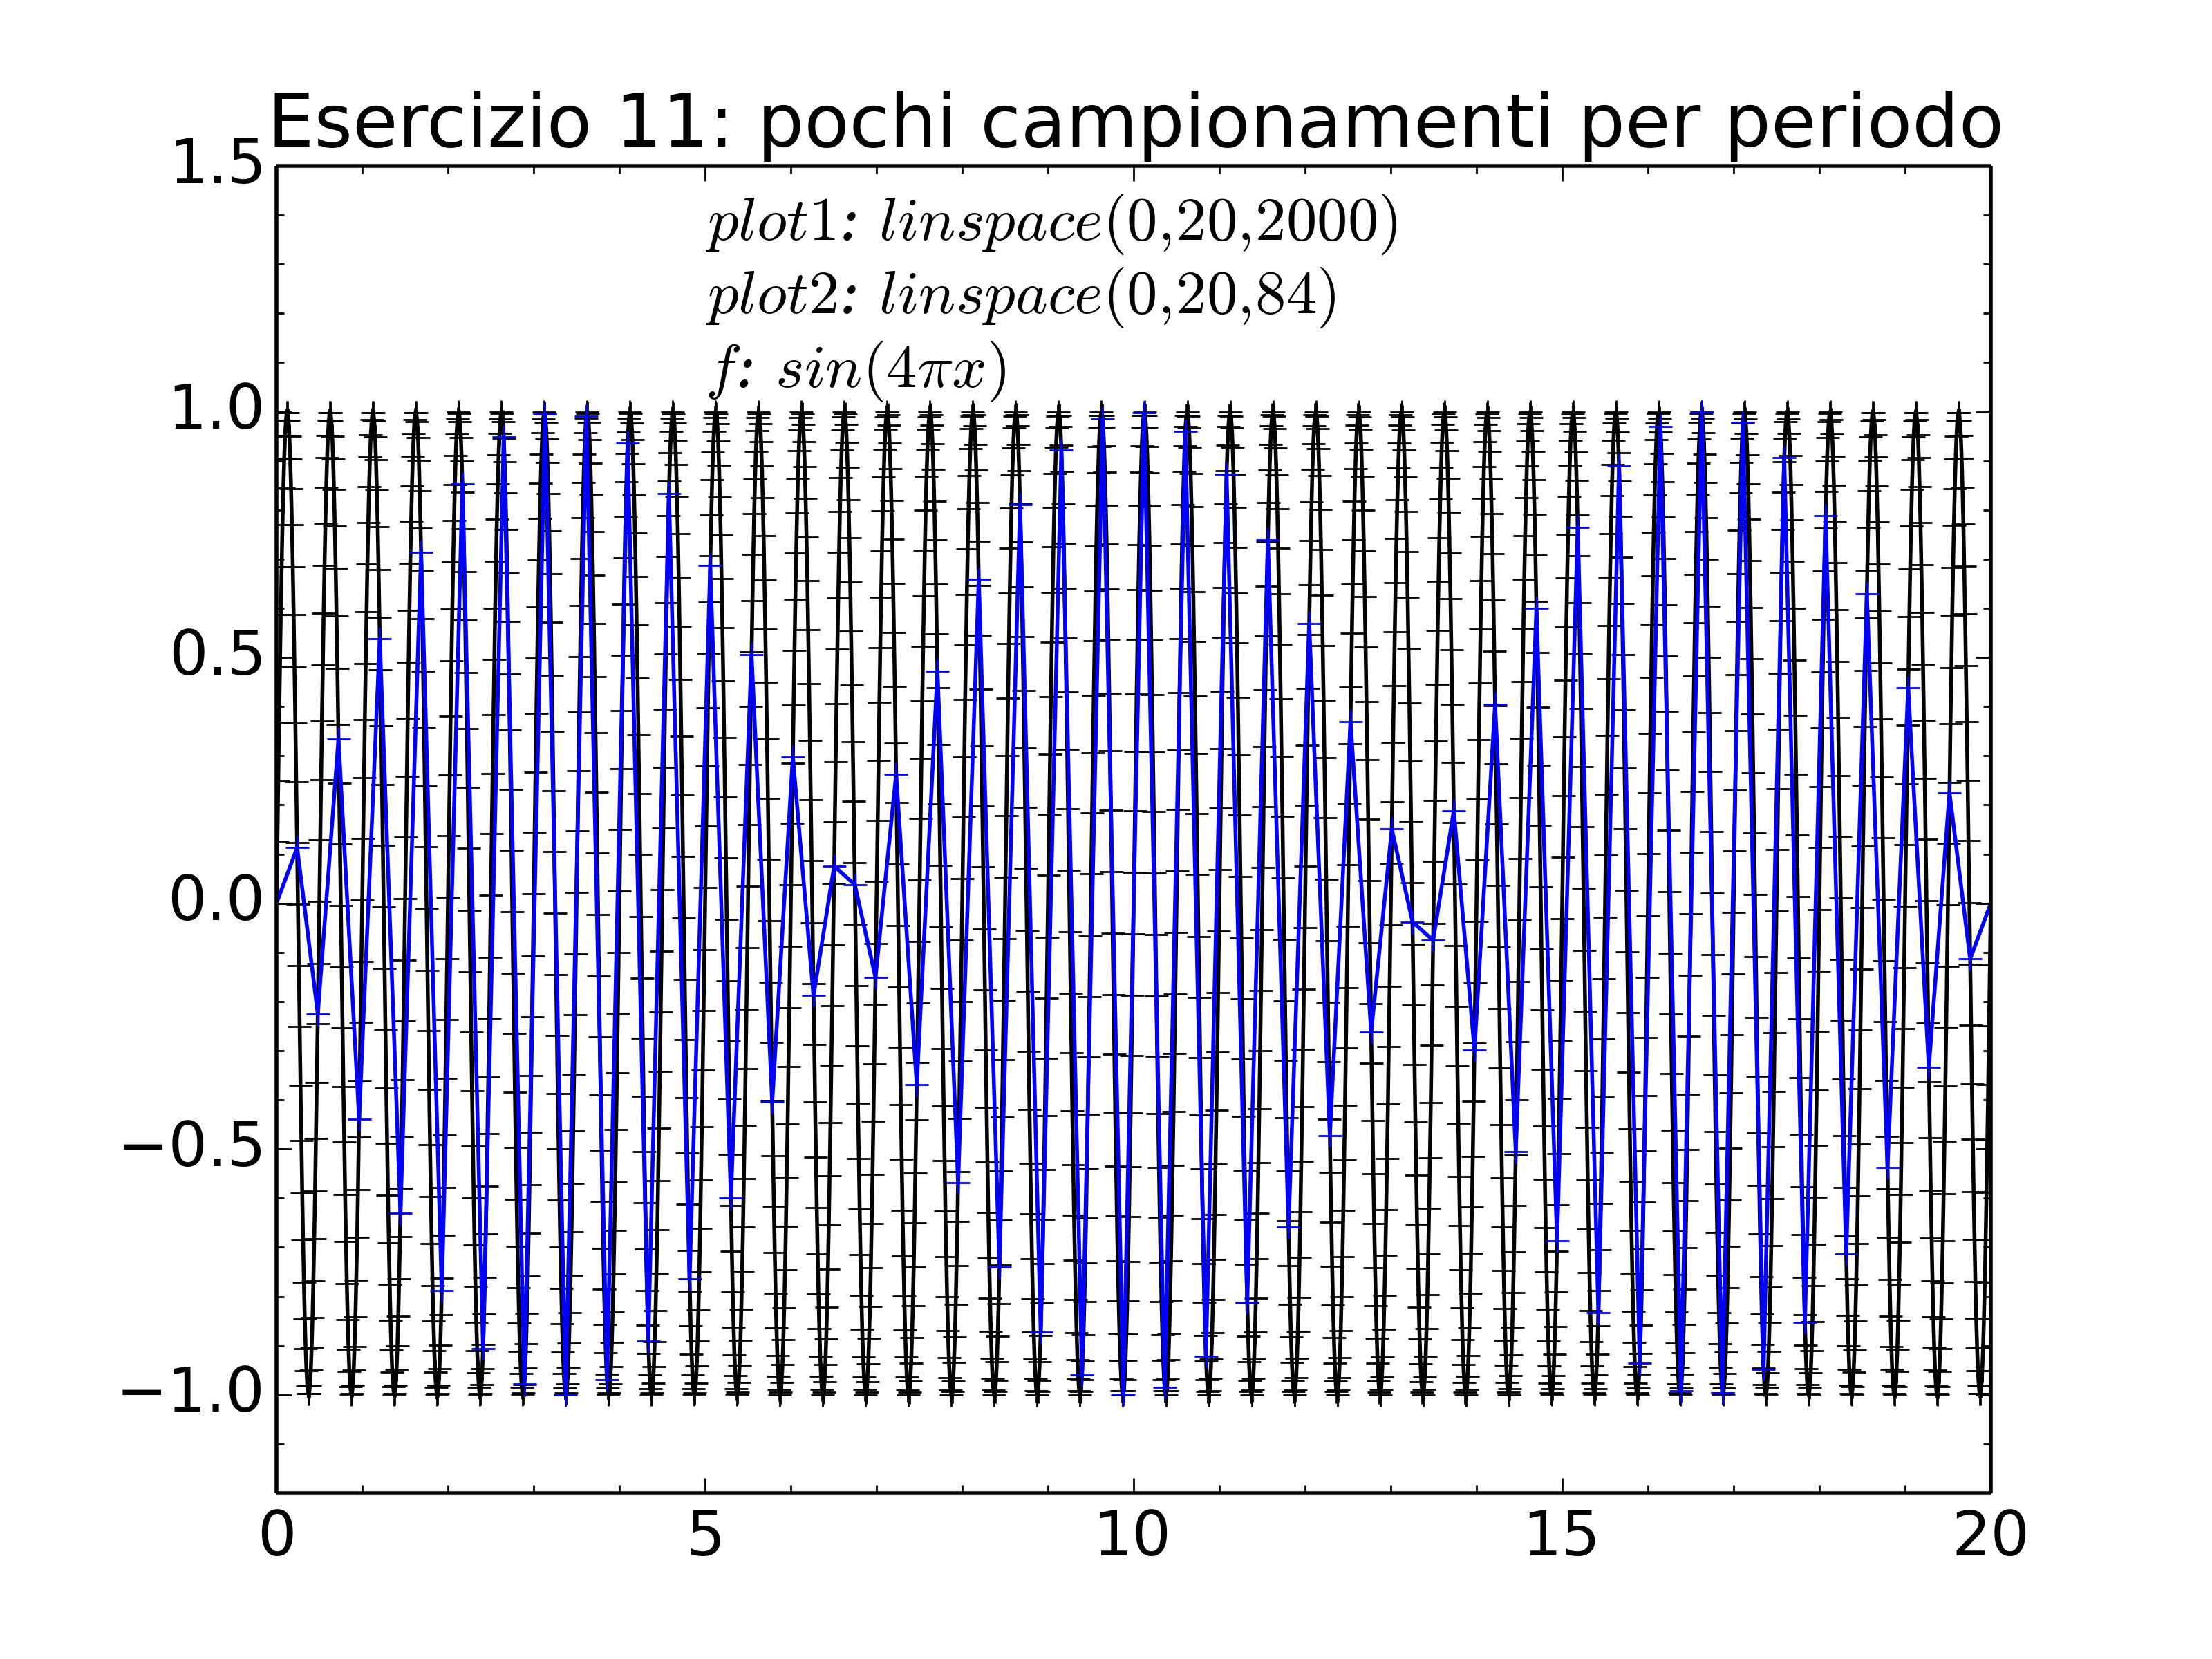 Esercizio 11: pochi campionamenti per periodo
1.5
plot1: linspace(0,20,2000)
plot2: linspace(0,20,84)
f: sin(4πx)
1.0
0.5
0.0
−0.5
−1.0
0 5 10 15 20